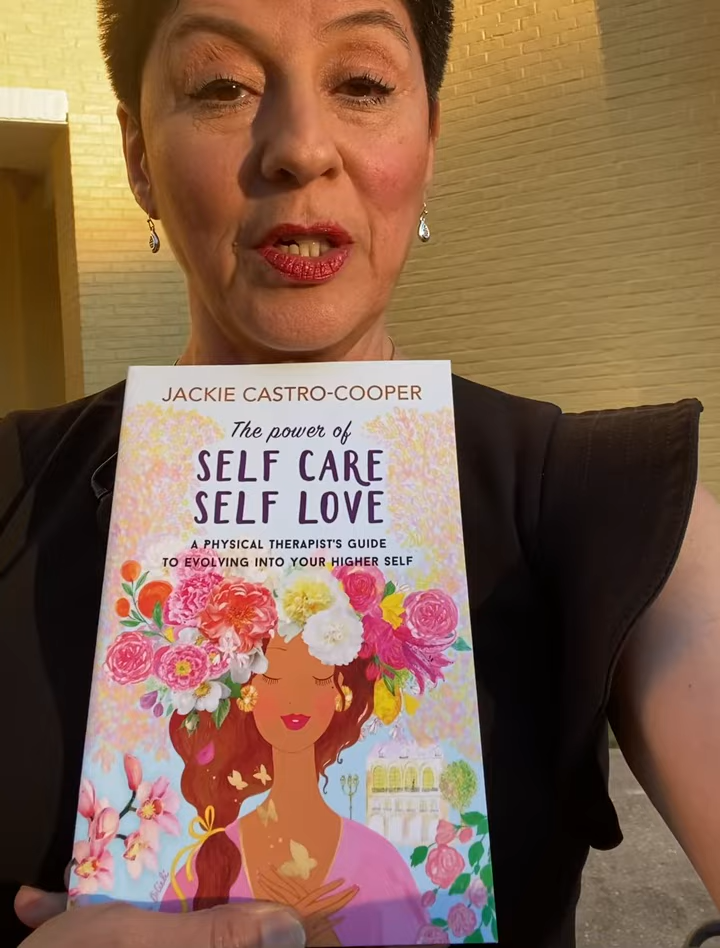 JACKIE CASTRO-COOPER
The power of
SELF CARE
SELF LOVE
A PHYSICAL THERAPIST'S GUIDE
TO EVOLVING INTO YOUR HIGHER SELF